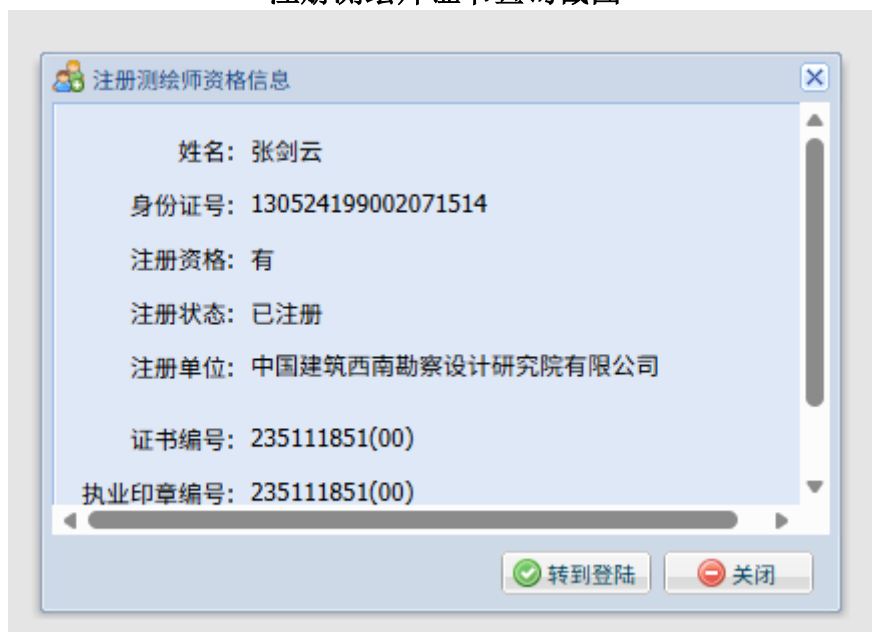 注册测绘师资格信息
姓名: 张剑云
身份证号: 130524199002071514
注册资格: 有
注册状态: 已注册
注册单位: 中国建筑西南勘察设计研究院有限公司
证书编号: 235111851(00)
执业印章编号: 235111851(00)
转到登陆 关闭